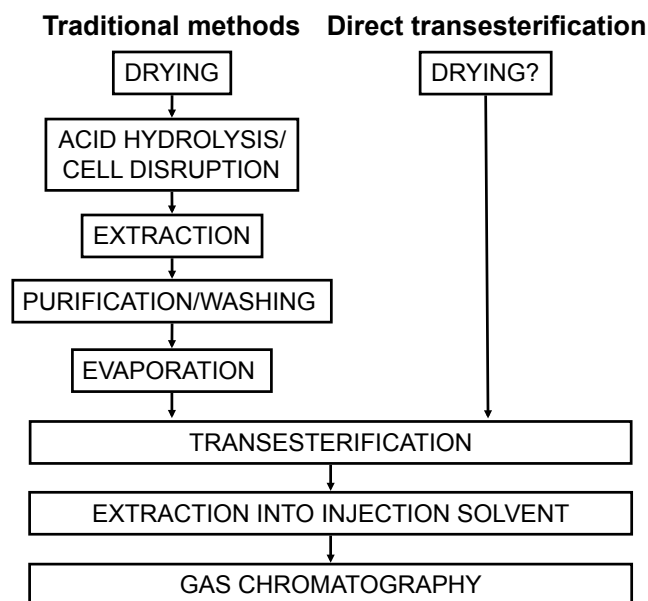 Traditional methods
Direct transesterification
DRYING
DRYING?
ACID HYDROLYSIS/
CELL DISRUPTION
EXTRACTION
PURIFICATION/WASHING
EVAPORATION
TRANSESTERIFICATION
EXTRACTION INTO INJECTION SOLVENT
GAS CHROMATOGRAPHY